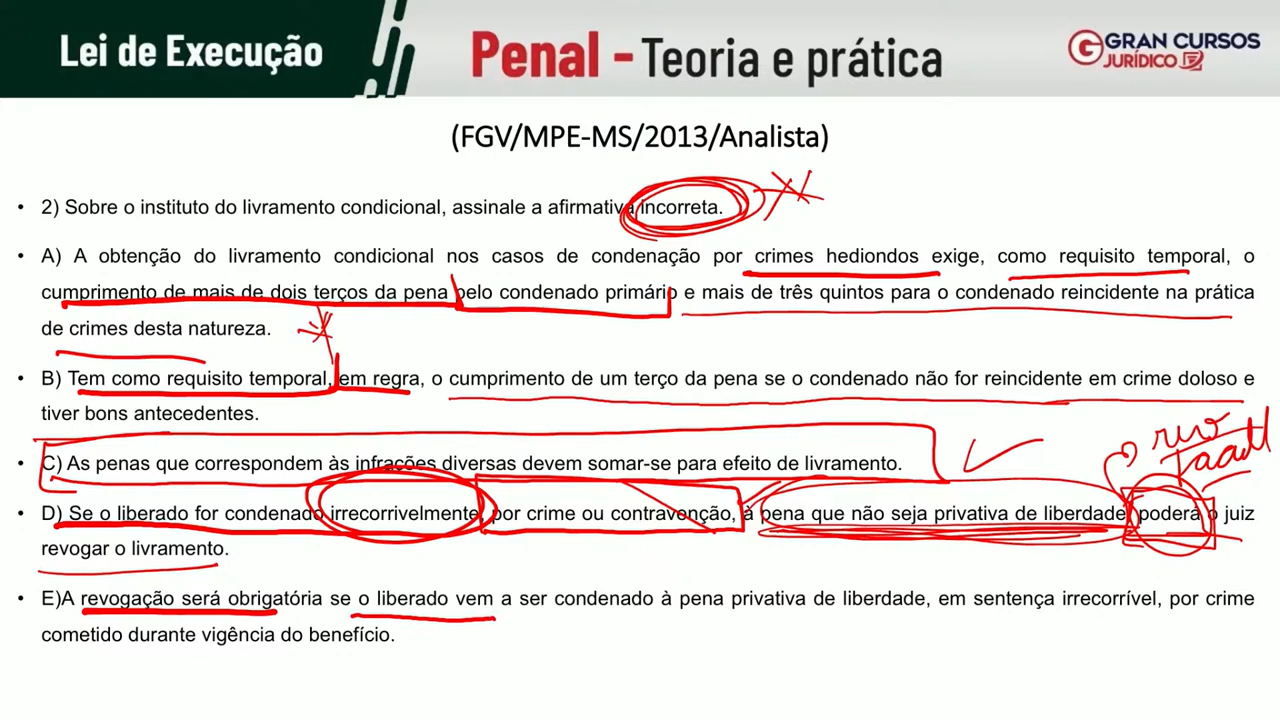 Lei de Execução Penal - Teoria e prática
GRAN CURSOS
JURÍDICO
(FGV/MPE-MS/2013/Analista)
• 2) Sobre o instituto do livramento condicional, assinale a afirmativa incorreta.
• A) A obtenção do livramento condicional nos casos de condenação por crimes hediondos exige, como requisito temporal, o
cumprimento de mais de dois terços da pena pelo condenado primário e mais de três quintos para o condenado reincidente na prática
de crimes desta natureza.
• B) Tem como requisito temporal, em regra, o cumprimento de um terço da pena se o condenado não for reincidente em crime doloso e
tiver bons antecedentes.
• C) As penas que correspondem às infrações diversas devem somar-se para efeito de livramento.
• D) Se o liberado for condenado irrecorrivelmente, por crime ou contravenção, à pena que não seja privativa de liberdade, poderá o juiz
revogar o livramento.
• E)A revogação será obrigatória se o liberado vem a ser condenado à pena privativa de liberdade, em sentença irrecorrível, por crime
cometido durante vigência do benefício.